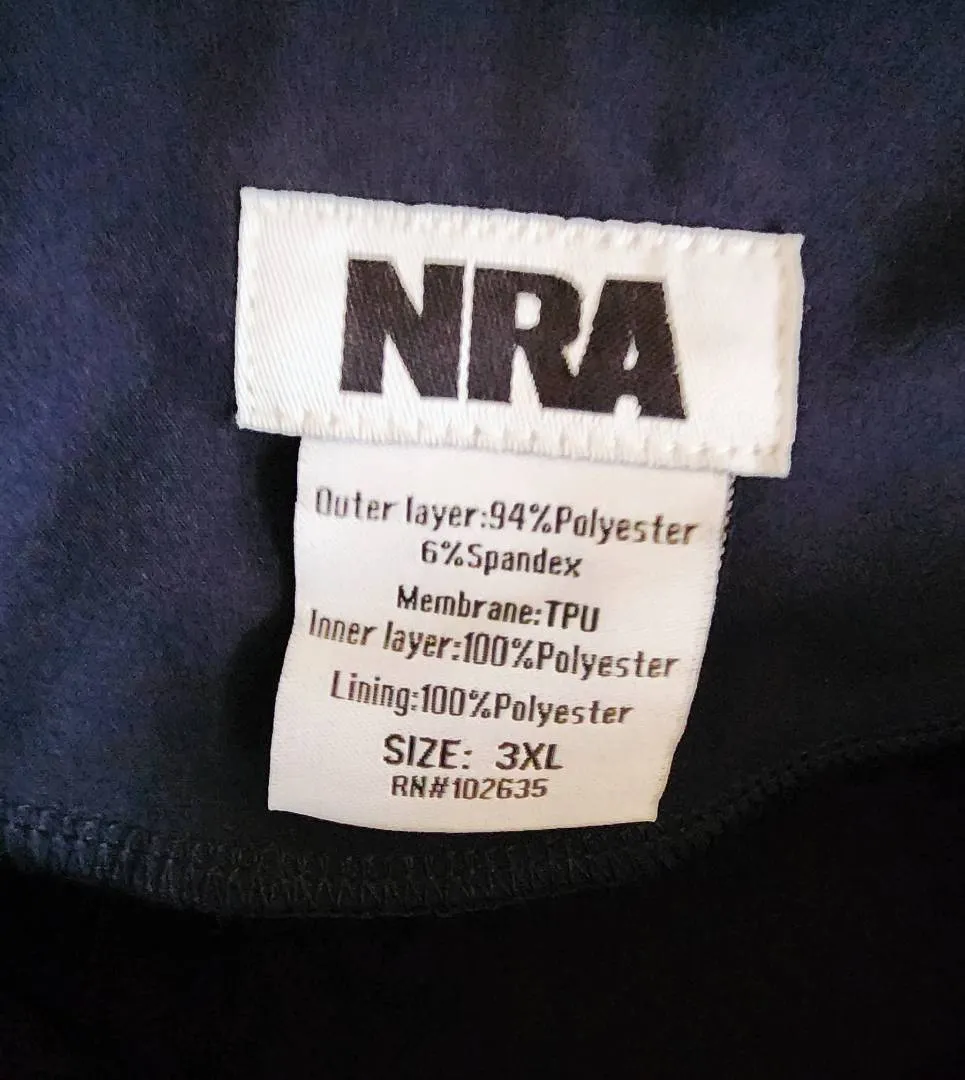 NRA
Outer layer:94%Polyester
6%Spandex
Membrane:TPU
Inner layer:100%Polyester
Lining:100%Polyester
SIZE: 3XL
RN#102635